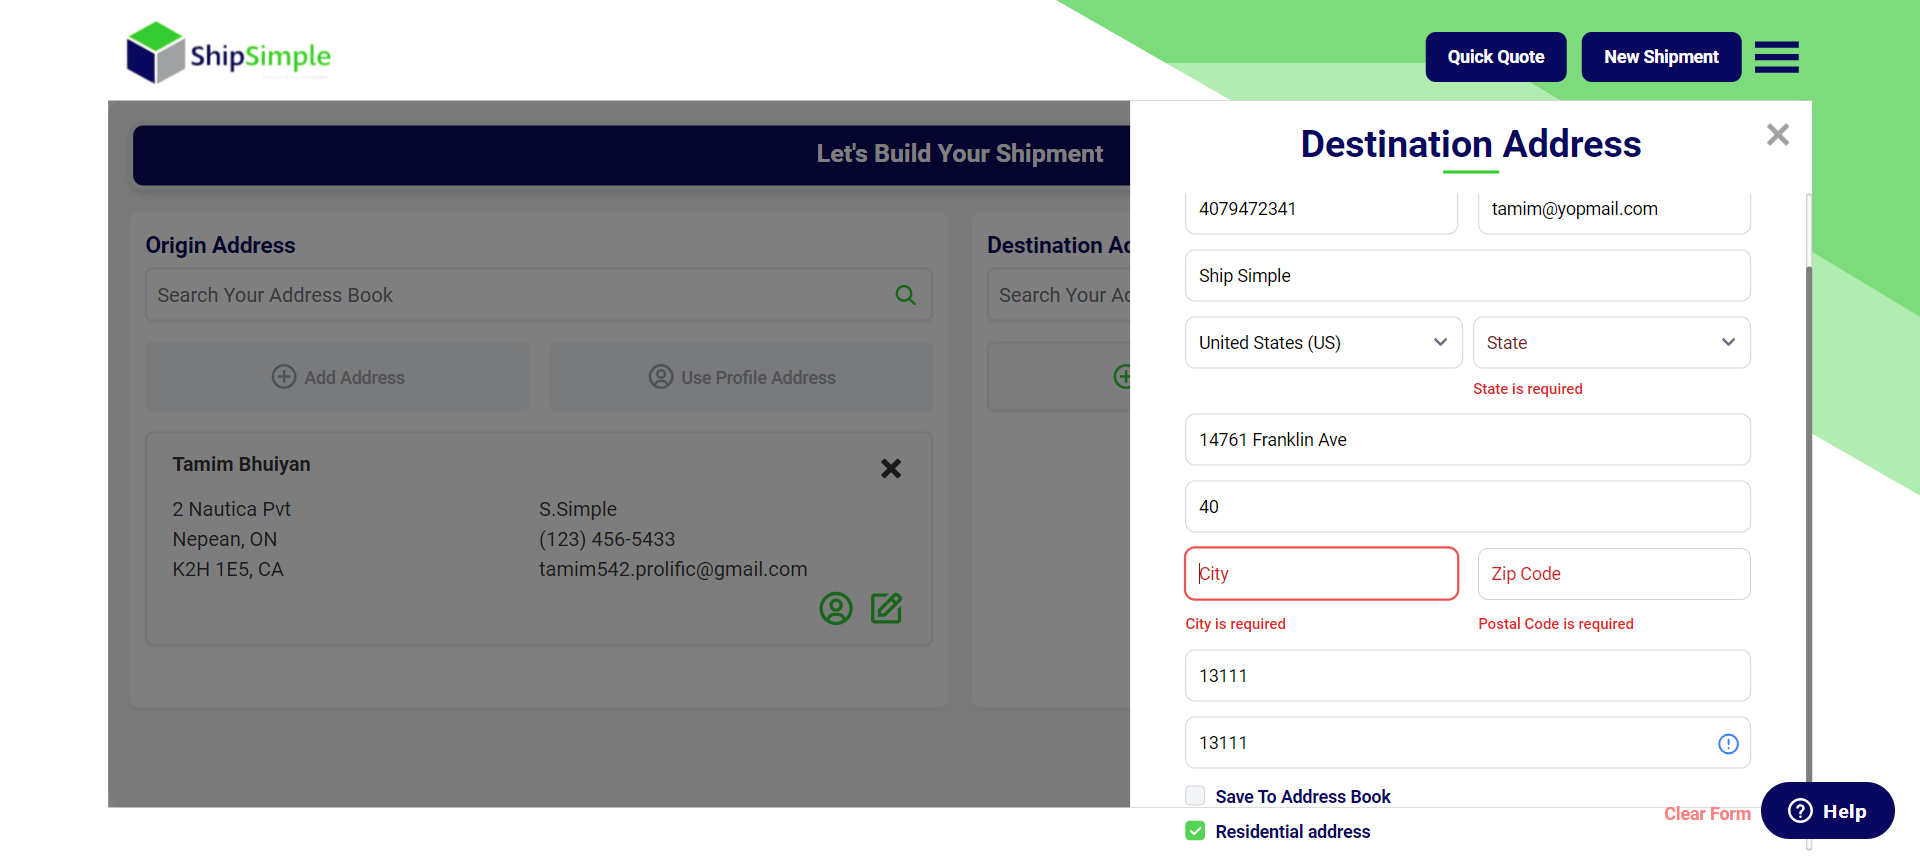 ShipSimple
Quick Quote
New Shipment
Let's Build Your Shipment
Origin Address
Search Your Address Book
Add Address
Use Profile Address
Tamim Bhuiyan
2 Nautica Pvt
Nepean, ON
K2H 1E5, CA
S.Simple
(123) 456-5433
tamim542.prolific@gmail.com
Destination Ad
Search Your Ad
Destination Address
4079472341
tamim@yopmail.com
Ship Simple
United States (US)
State
State is required
14761 Franklin Ave
40
City
Zip Code
City is required
Postal Code is required
13111
13111
Save To Address Book
Clear Form
Residential address
Help